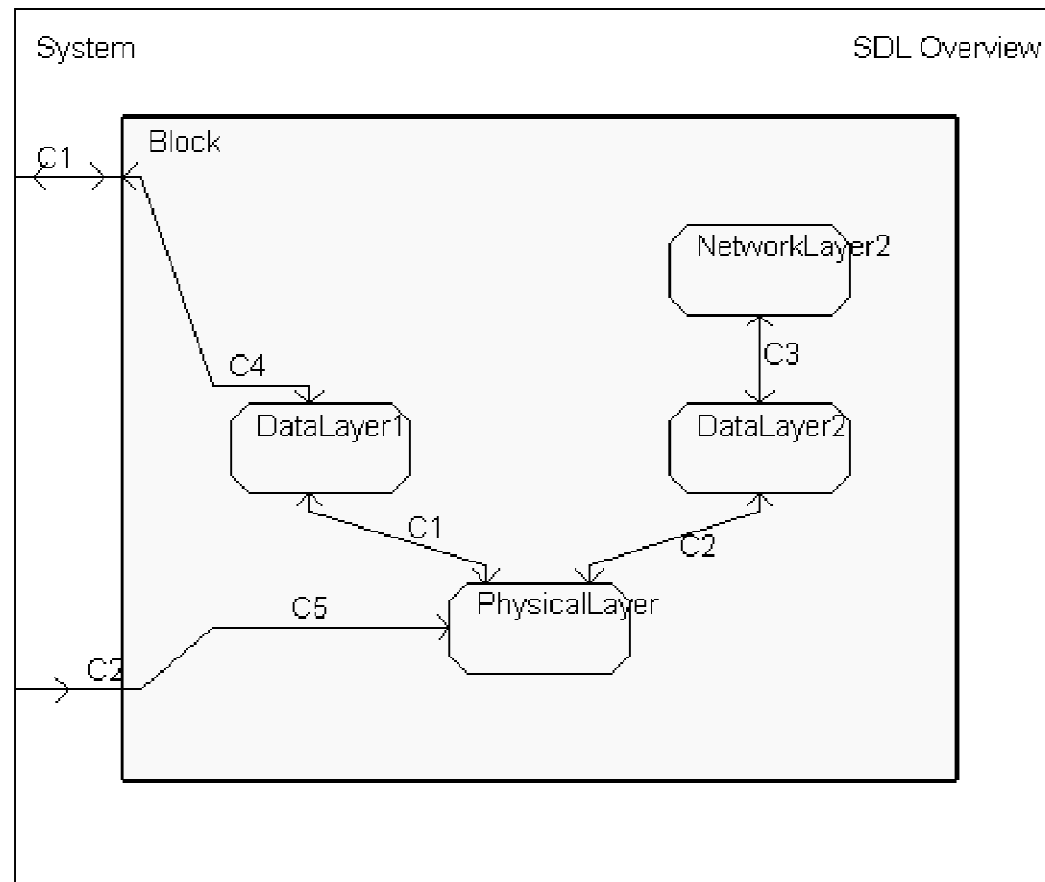 System
SDL Overview
Block
C1
NetworkLayer2
C3
C4
DataLayer1
DataLayer2
C1
C2
PhysicalLayer
C5
C2